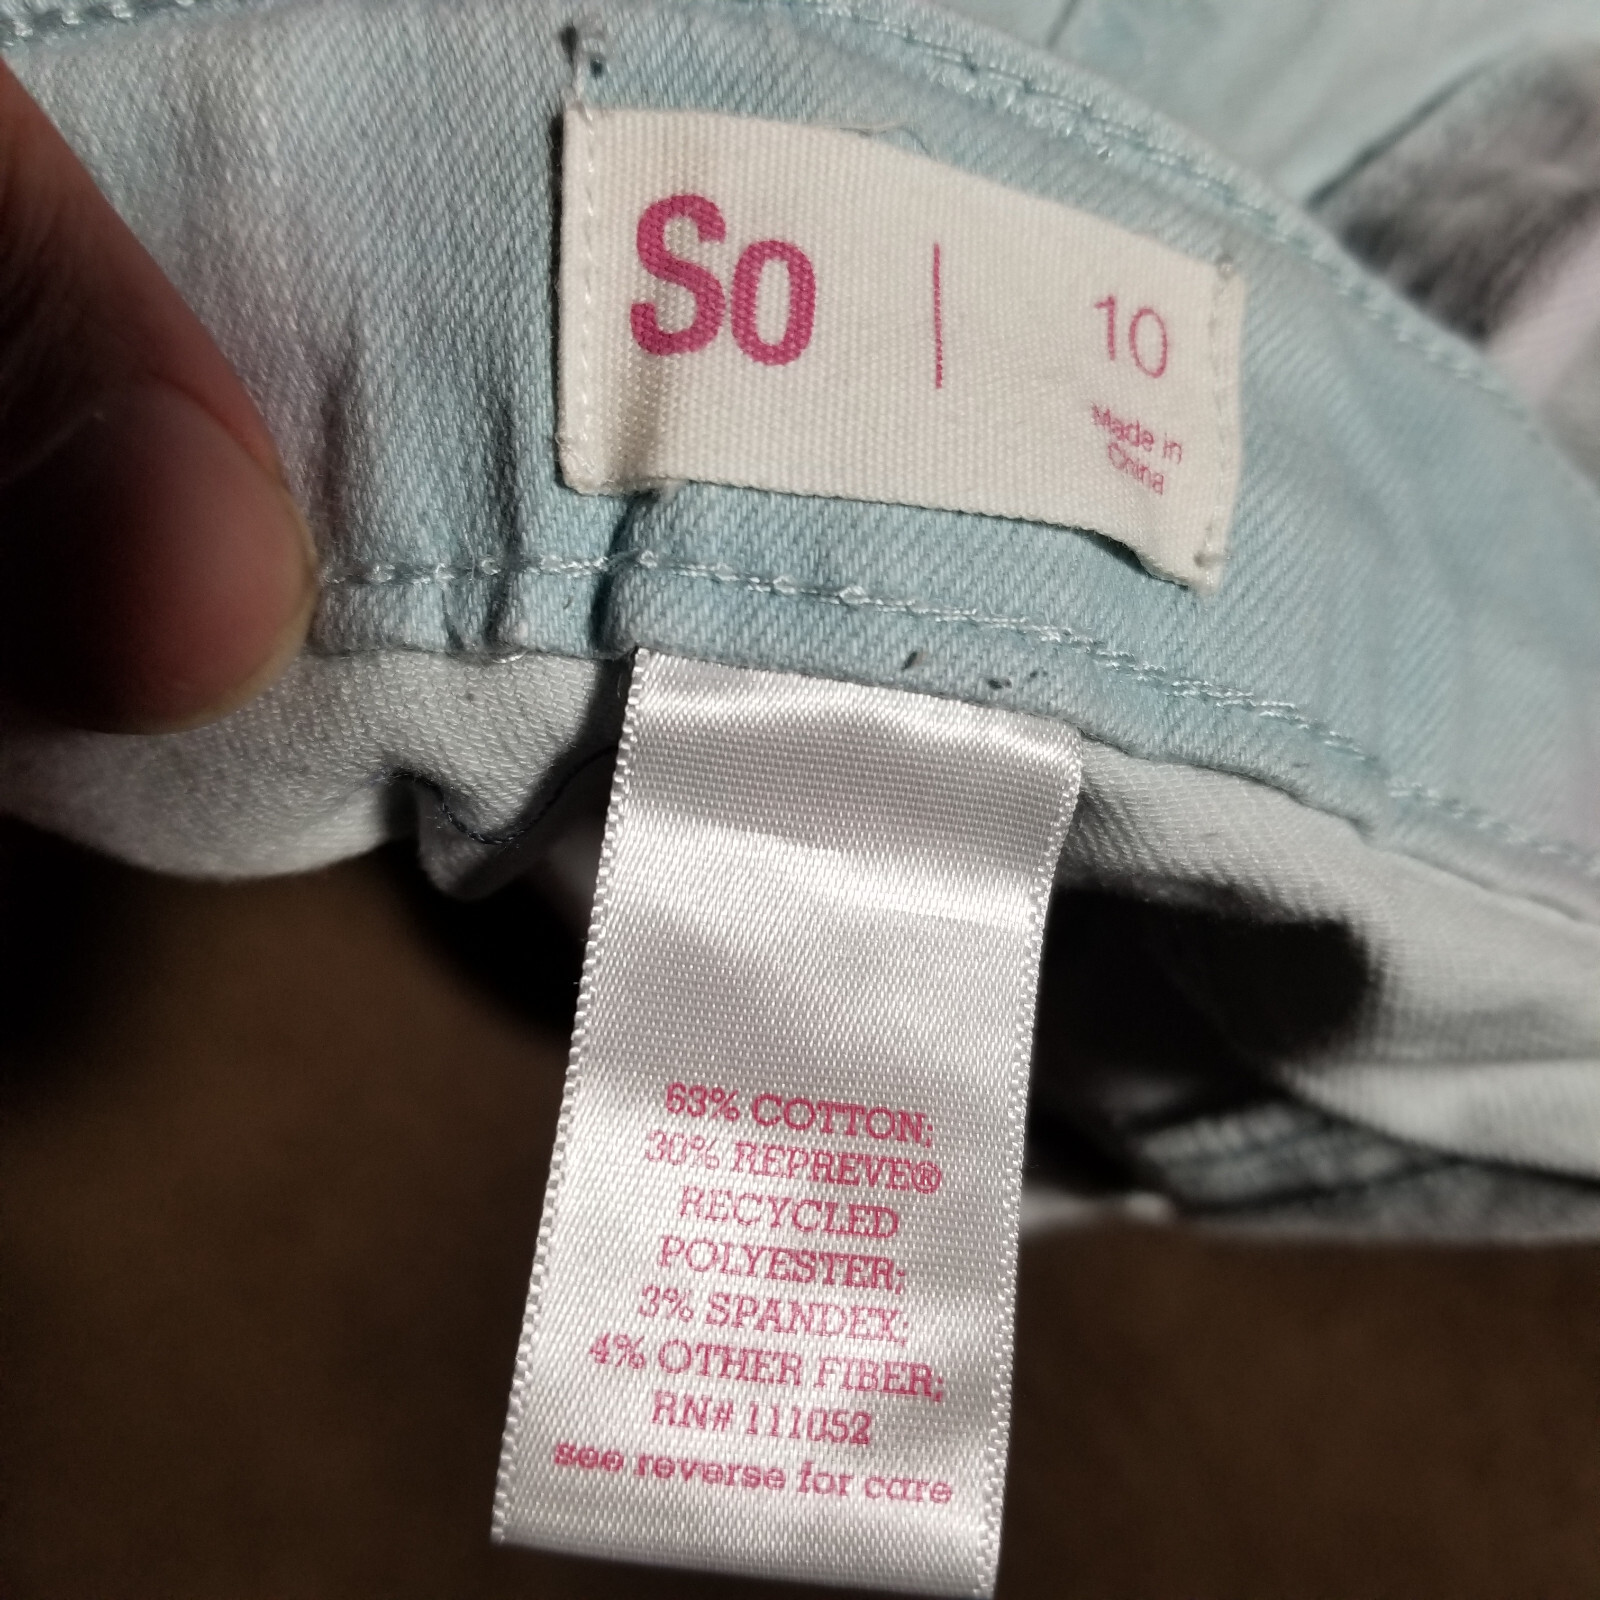 So | 10
Made in
China
63% COTTON;
30% REPREVE®
RECYCLED
POLYESTER;
3% SPANDEX;
4% OTHER FIBER;
RN# 111052
see reverse for care